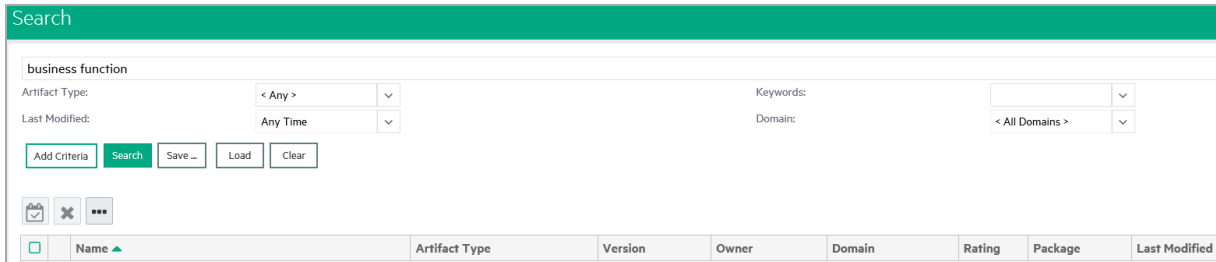 Search
business function
Artifact Type: < Any > Keywords:
Last Modified: Any Time Domain: < All Domains >
Add Criteria Search Save ... Load Clear
Name Artifact Type Version Owner Domain Rating Package Last Modified